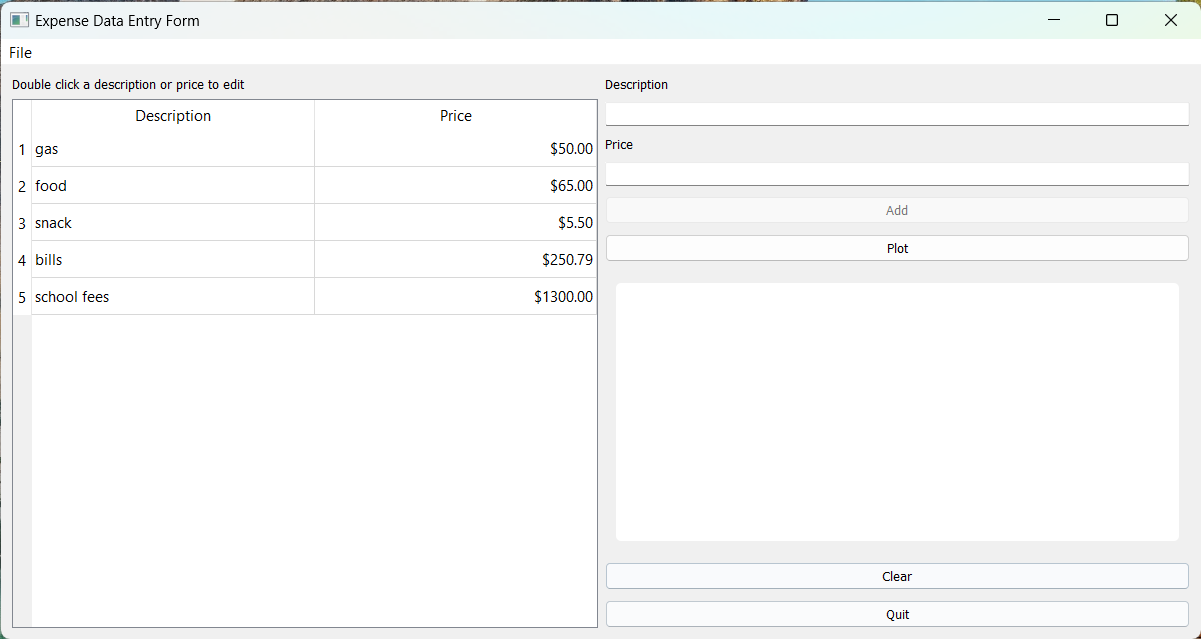 Expense Data Entry Form
File
Double click a description or price to edit
Description Price
1 gas $50.00
2 food $65.00
3 snack $5.50
4 bills $250.79
5 school fees $1300.00
Description
Price
Add
Plot
Clear
Quit